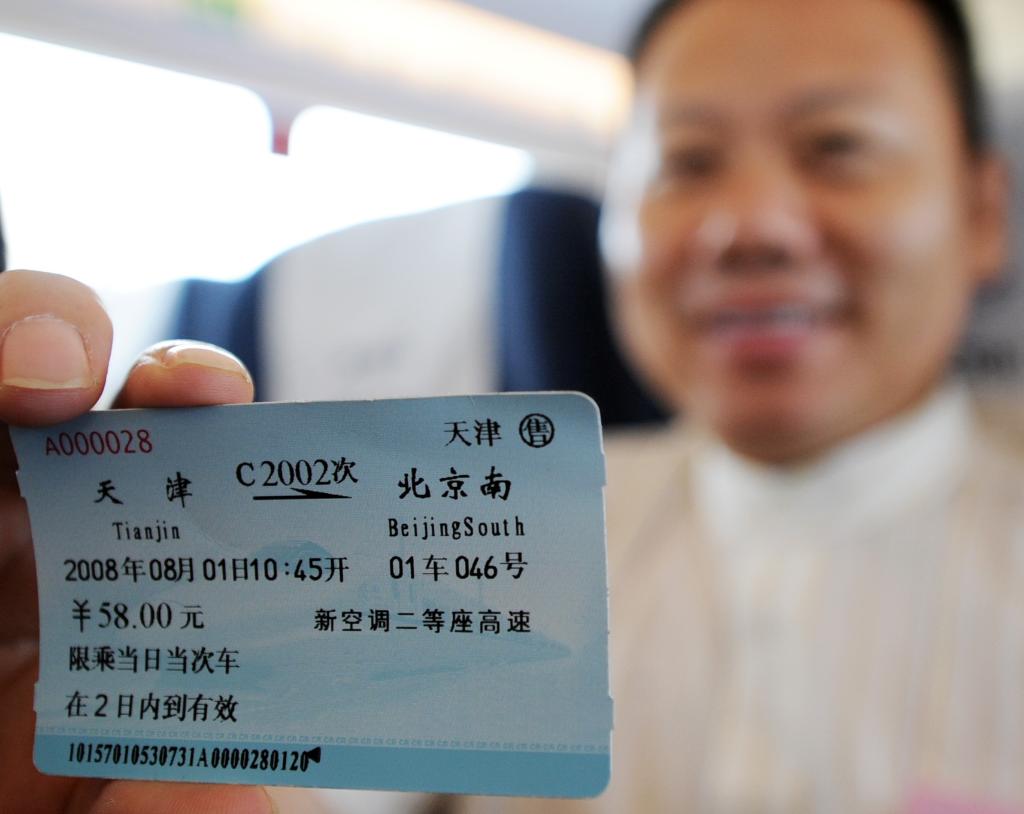 A000028 天津 售
天津 C2002次 北京南
Tianjin BeijingSouth
2008年08月01日10:45开 01车046号
¥58.00元 新空调二等座高速
限乘当日当次车
在2日内到有效
10157010530731A0000280120